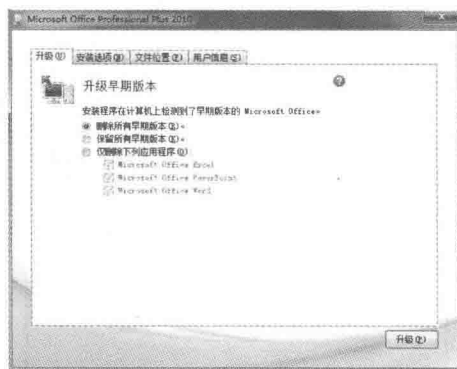 Microsoft Office Professional Plus 2010
升级(U) 安装选项(N) 文件位置(F) 用户信息(S)
升级早期版本
安装程序在计算机上检测到了早期版本的 Microsoft Office。
删除所有早期版本(R)。
保留所有早期版本(K)。
仅删除下列应用程序(O)
Microsoft Office Excel
Microsoft Office PowerPoint
Microsoft Office Word
升级(P)